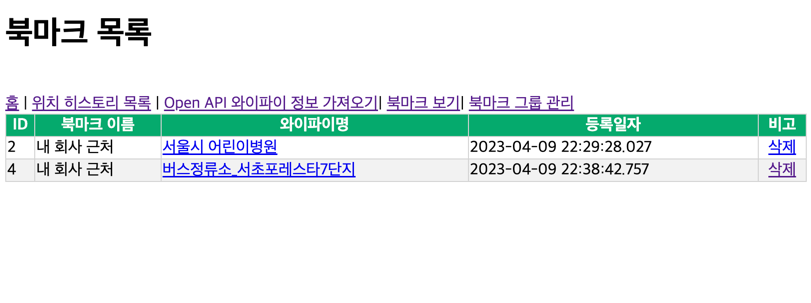 북마크 목록
홈 | 위치 히스토리 목록 | Open API 와이파이 정보 가져오기| 북마크 보기| 북마크 그룹 관리
ID 북마크 이름 와이파이명 등록일자 비고
2 내 회사 근처 서울시 어린이병원 2023-04-09 22:29:28.027 삭제
4 내 회사 근처 버스정류소_서초포레스타7단지 2023-04-09 22:38:42.757 삭제